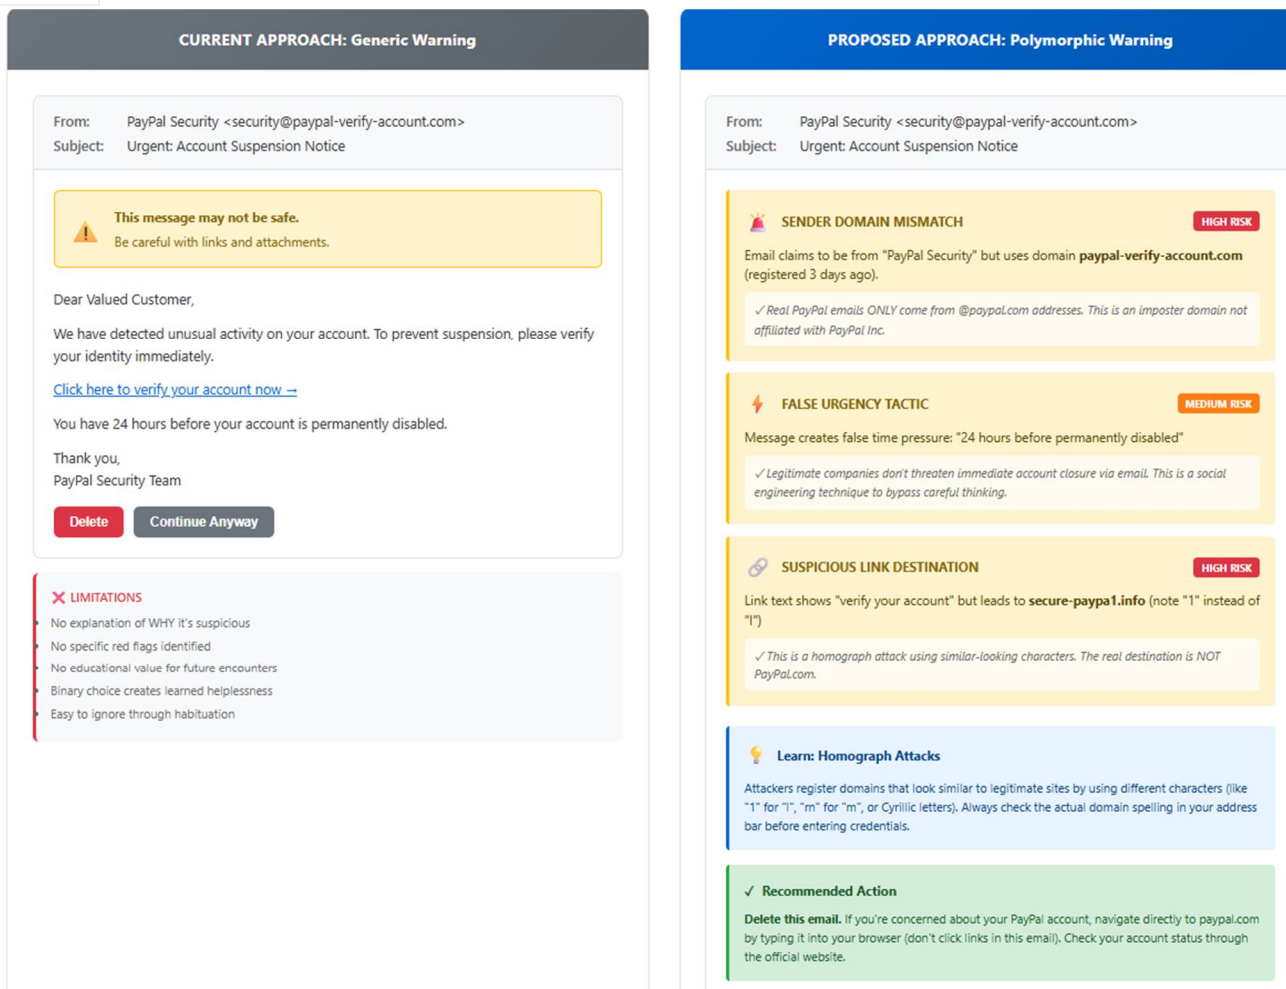 CURRENT APPROACH: Generic Warning
From: PayPal Security <security@paypal-verify-account.com>
Subject: Urgent: Account Suspension Notice
This message may not be safe.
Be careful with links and attachments.
Dear Valued Customer,
We have detected unusual activity on your account. To prevent suspension, please verify
your identity immediately.
Click here to verify your account now →
You have 24 hours before your account is permanently disabled.
Thank you,
PayPal Security Team
Delete Continue Anyway
❌ LIMITATIONS
No explanation of WHY it's suspicious
No specific red flags identified
No educational value for future encounters
Binary choice creates learned helplessness
Easy to ignore through habituation
PROPOSED APPROACH: Polymorphic Warning
From: PayPal Security <security@paypal-verify-account.com>
Subject: Urgent: Account Suspension Notice
SENDER DOMAIN MISMATCH HIGH RISK
Email claims to be from "PayPal Security" but uses domain paypal-verify-account.com
(registered 3 days ago).
✓ Real PayPal emails ONLY come from @paypal.com addresses. This is an imposter domain not
affiliated with PayPal Inc.
FALSE URGENCY TACTIC MEDIUM RISK
Message creates false time pressure: "24 hours before permanently disabled"
✓ Legitimate companies don't threaten immediate account closure via email. This is a social
engineering technique to bypass careful thinking.
SUSPICIOUS LINK DESTINATION HIGH RISK
Link text shows "verify your account" but leads to secure-paypa1.info (note "1" instead of
"l")
✓ This is a homograph attack using similar-looking characters. The real destination is NOT
PayPal.com.
Learn: Homograph Attacks
Attackers register domains that look similar to legitimate sites by using different characters (like
"1" for "l", "rn" for "m", or Cyrillic letters). Always check the actual domain spelling in your address
bar before entering credentials.
✓ Recommended Action
Delete this email. If you're concerned about your PayPal account, navigate directly to paypal.com
by typing it into your browser (don't click links in this email). Check your account status through
the official website.